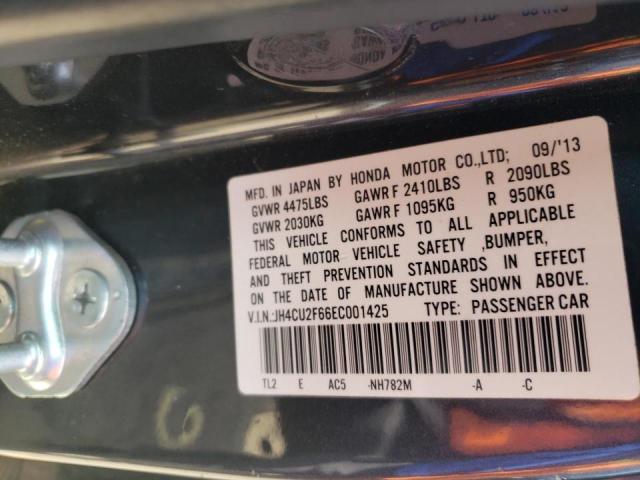 MFD. IN JAPAN BY HONDA MOTOR CO.,LTD; 09/'13
GVWR 4475LBS GAWR F 2410LBS R 2090LBS
GVWR 2030KG GAWR F 1095KG R 950KG
THIS VEHICLE CONFORMS TO ALL APPLICABLE
FEDERAL MOTOR VEHICLE SAFETY ,BUMPER,
AND THEFT PREVENTION STANDARDS IN EFFECT
ON THE DATE OF MANUFACTURE SHOWN ABOVE.
V.I.N.:JH4CU2F66EC001425 TYPE: PASSENGER CAR
TL2 E AC5 -NH782M -A -C